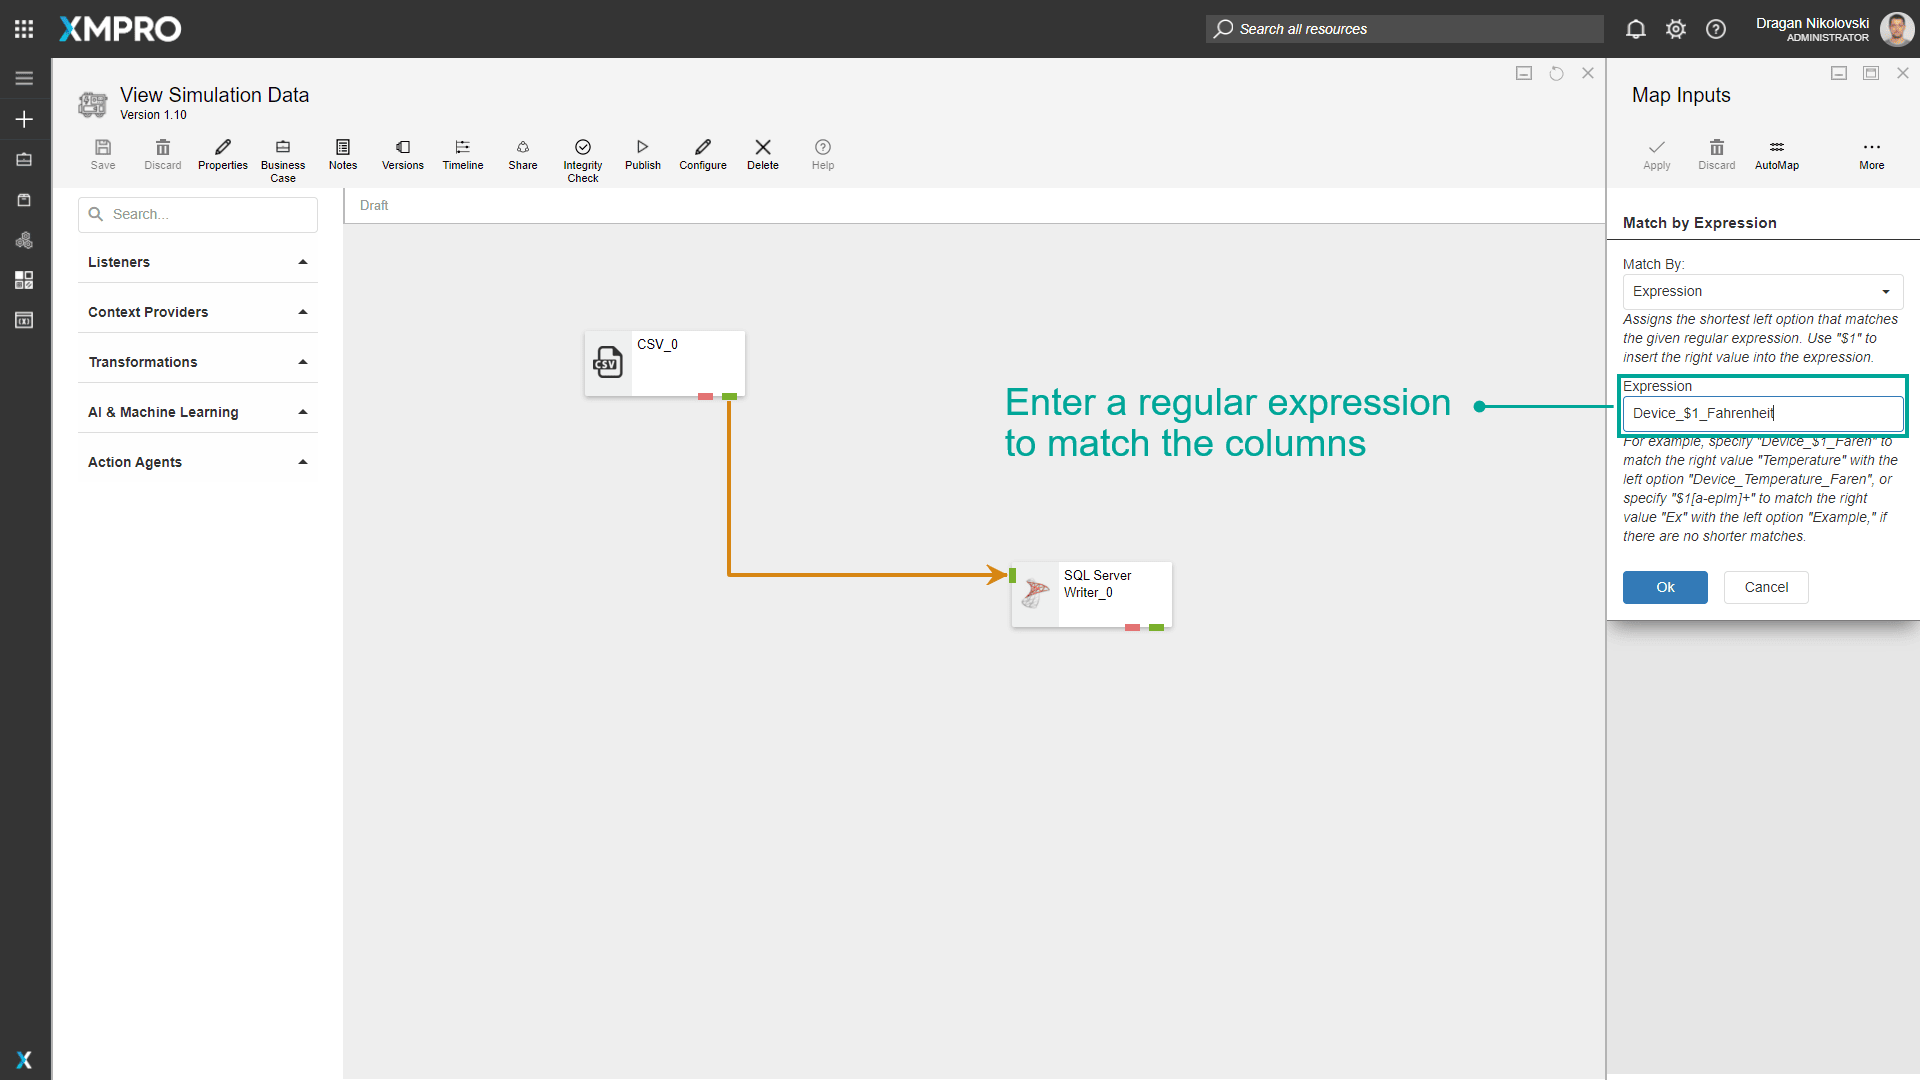 XMPRO
Search all resources
Dragan Nikolovski
ADMINISTRATOR
View Simulation Data
Version 1.10
Save
Discard
Properties
Business
Case
Notes
Versions
Timeline
Share
Integrity
Check
Publish
Configure
Delete
Help
Search...
Listeners
Context Providers
Transformations
AI & Machine Learning
Action Agents
Draft
CSV_0
CSV
SQL Server
Writer_0
Enter a regular expression
to match the columns
Map Inputs
Apply
Discard
AutoMap
More
Match by Expression
Match By:
Expression
Assigns the shortest left option that matches
the given regular expression. Use "$1" to
insert the right value into the expression.
Expression
Device_$1_Fahrenheit
For example, specify "Device_$1_Faren" to
match the right value "Temperature" with the
left option "Device_Temperature_Faren", or
specify "$1[a-eplm]+" to match the right
value "Ex" with the left option "Example," if
there are no shorter matches.
Ok
Cancel